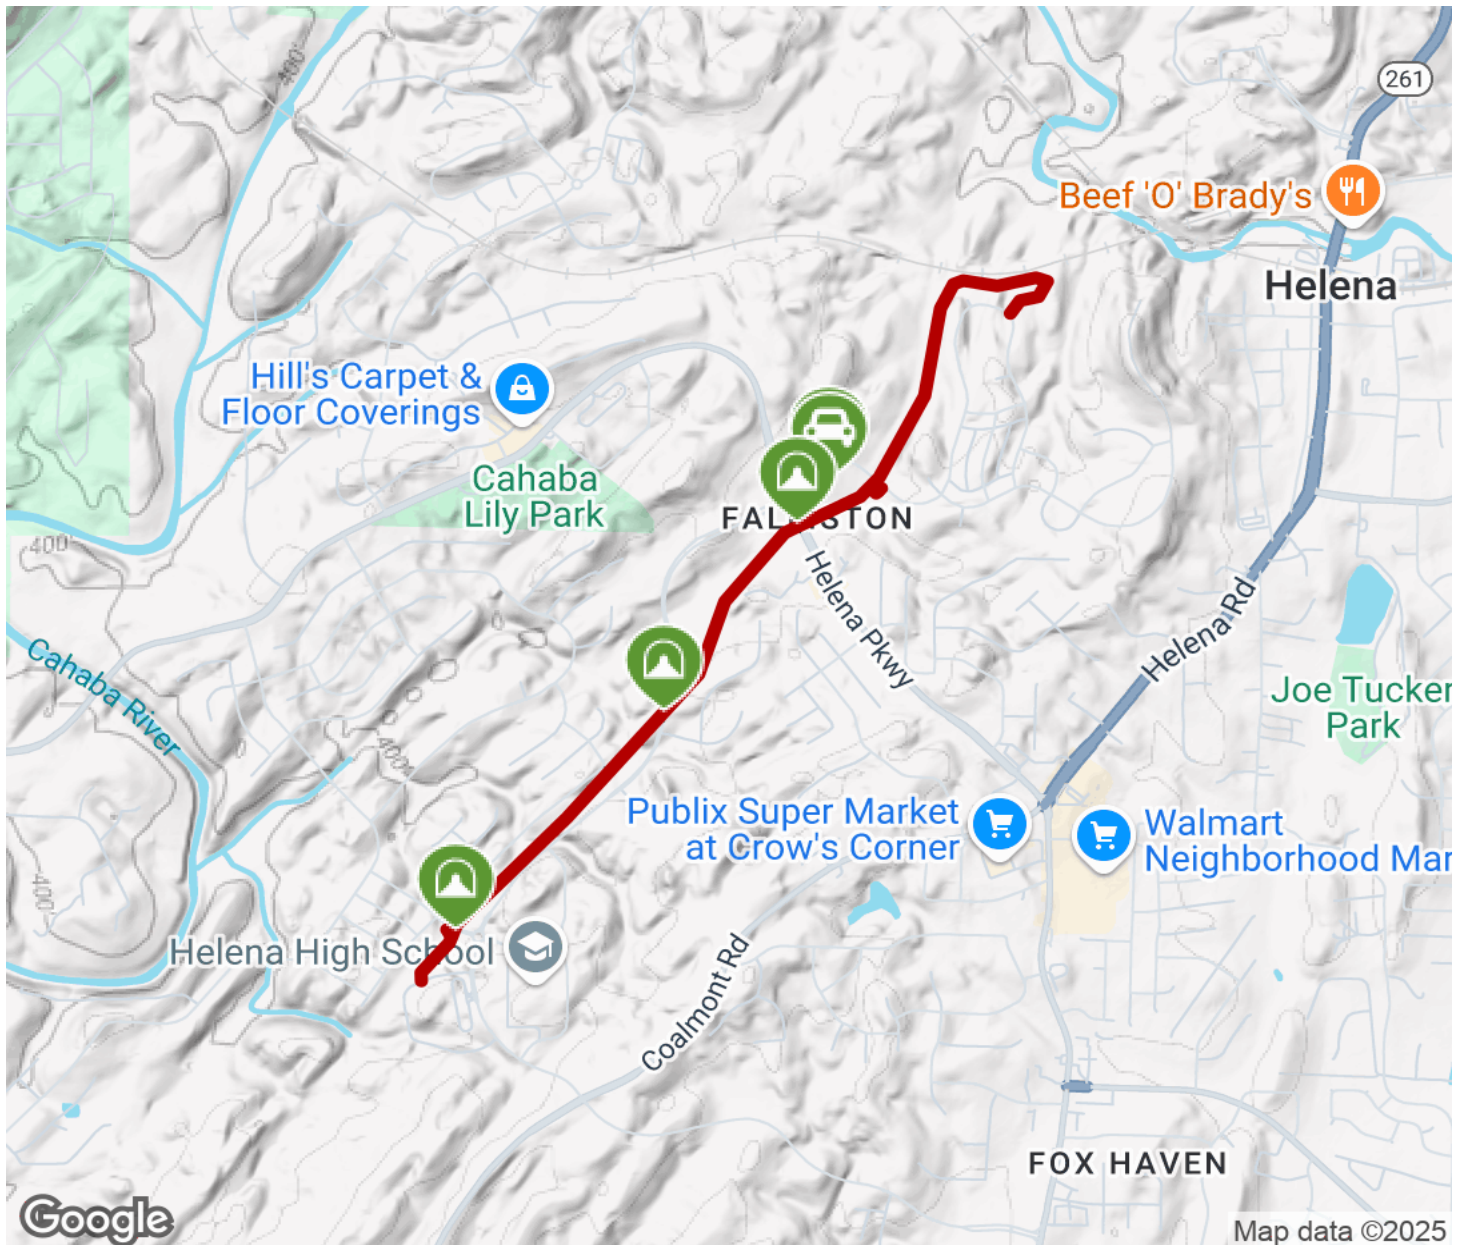 400'
261
Beef 'O' Brady's
Helena
Hill's Carpet &
Floor Coverings
Cahaba
Lily Park
400'
Helena Pkwy
Helena Rd
Cahaba River
Joe Tucker
Park
400'
Publix Super Market
at Crow's Corner
Walmart
Neighborhood Mar
400'
Helena High School
Coalmont Rd
FOX HAVEN
Google
Map data ©2025